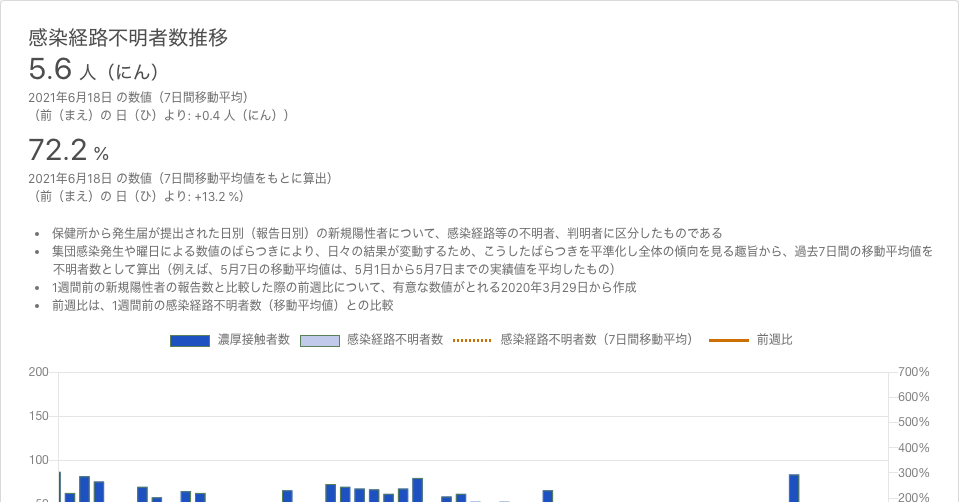 感染経路不明者数推移
5.6 人（にん）
2021年6月18日 の数値（7日間移動平均）
（前（まえ）の 日（ひ）より: +0.4 人（にん））
72.2 %
2021年6月18日 の数値（7日間移動平均値をもとに算出）
（前（まえ）の 日（ひ）より: +13.2 %）
• 保健所から発生届が提出された日別（報告日別）の新規陽性者について、感染経路等の不明者、判明者に区分したものである
• 集団感染発生や曜日による数値のばらつきにより、日々の結果が変動するため、こうしたばらつきを平準化し全体の傾向を見る趣旨から、過去7日間の移動平均値を
不明者数として算出（例えば、5月7日の移動平均値は、5月1日から5月7日までの実績値を平均したもの）
• 1週間前の新規陽性者の報告数と比較した際の前週比について、有意な数値がとれる2020年3月29日から作成
• 前週比は、1週間前の感染経路不明者数（移動平均値）との比較
濃厚接触者数 感染経路不明者数 感染経路不明者数（7日間移動平均） 前週比
200 700%
600%
150 500%
400%
100 300%
50 200%